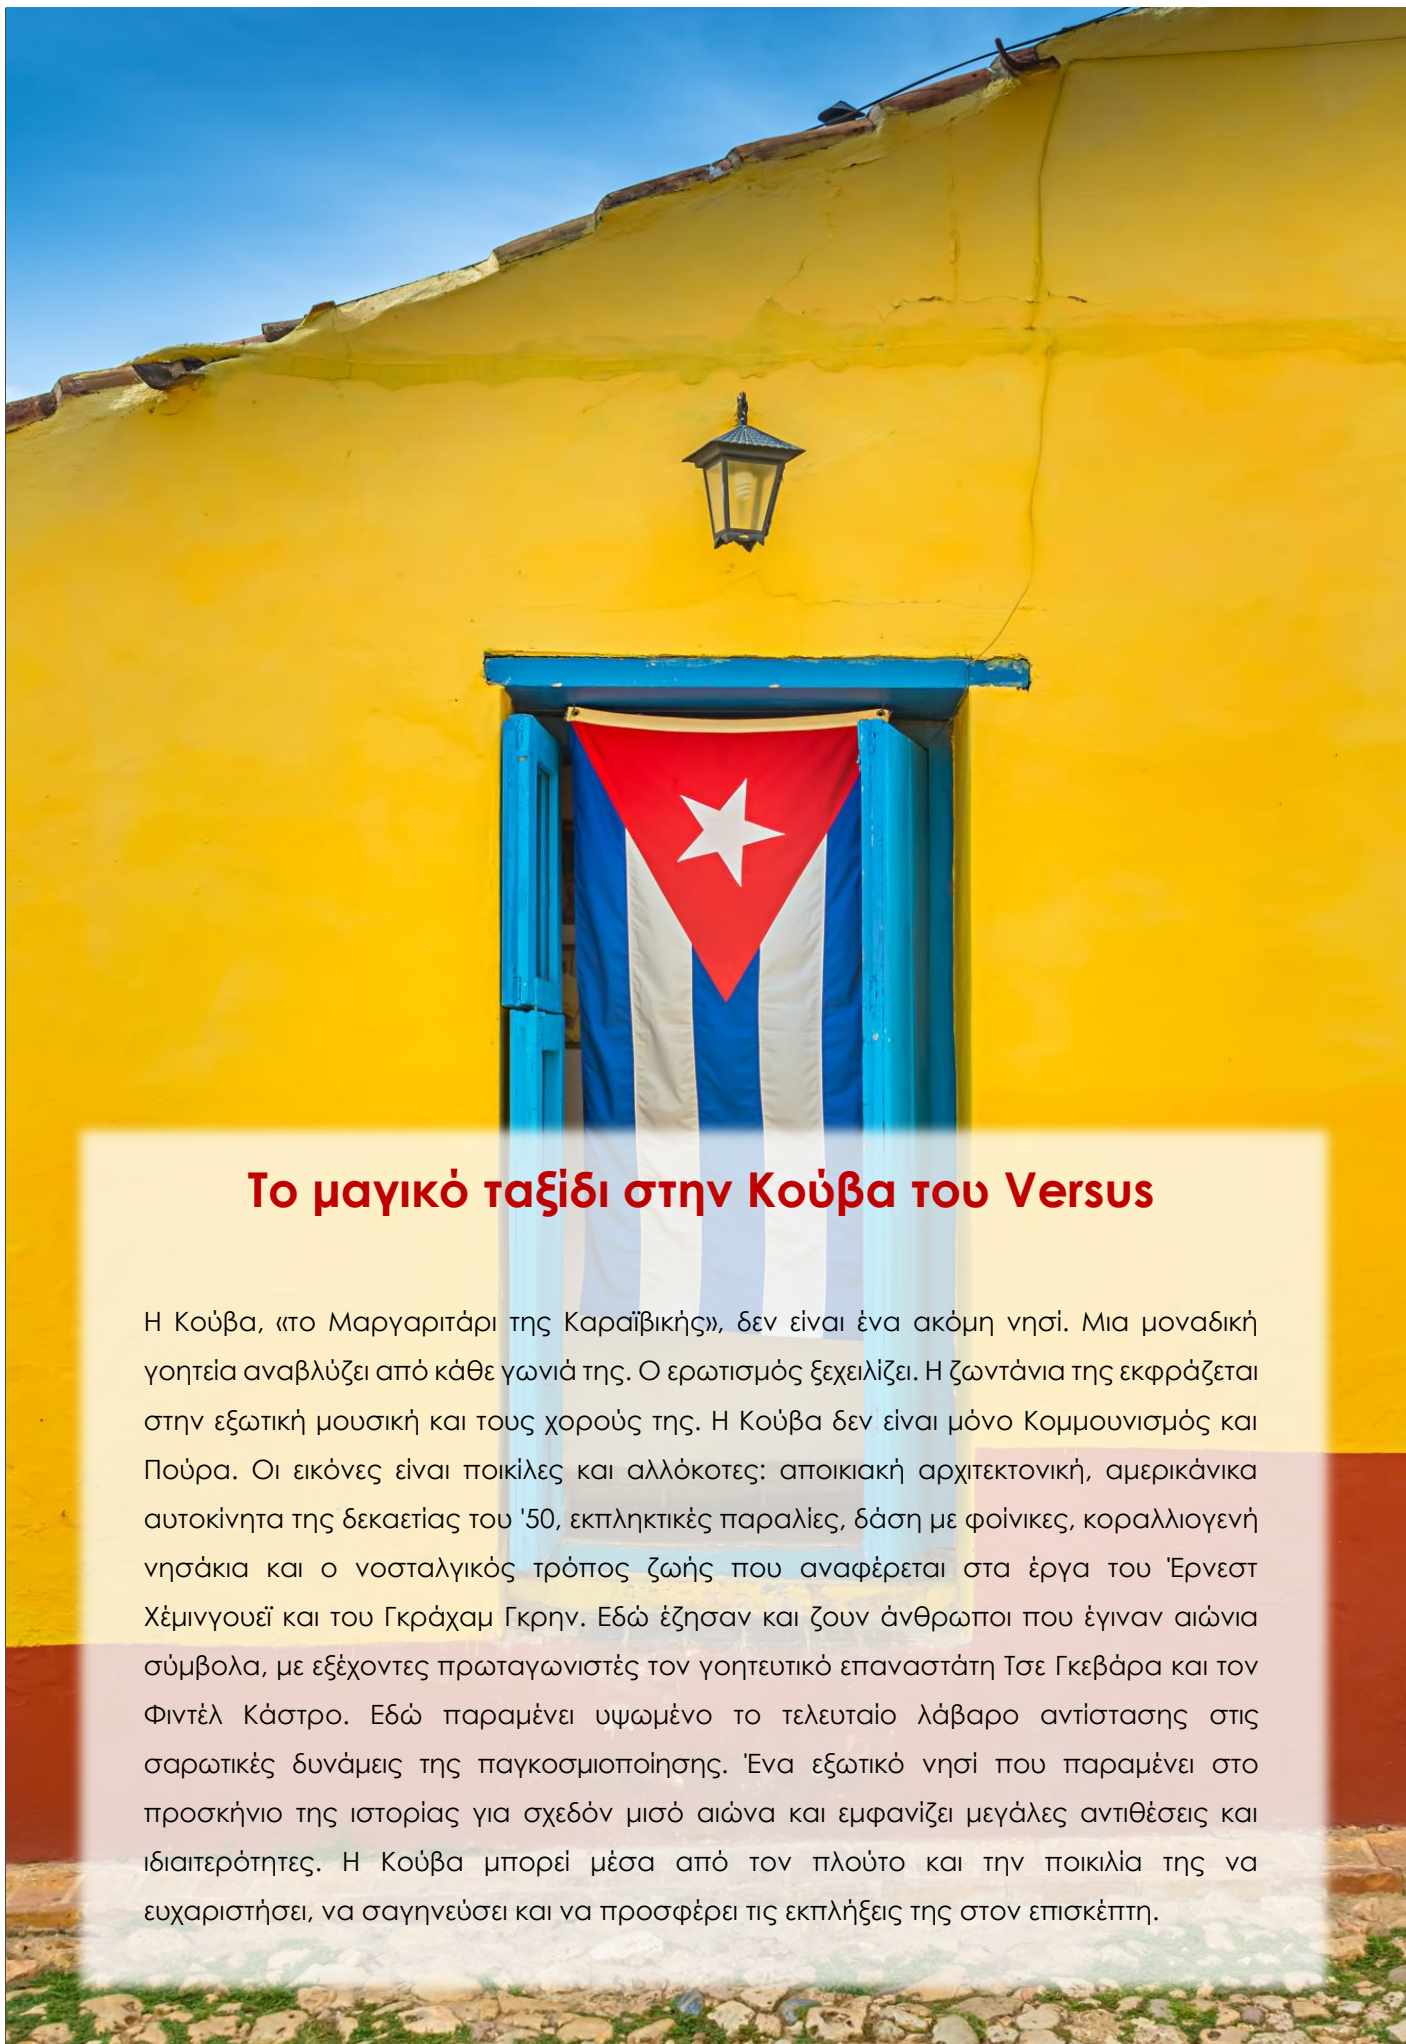 Το μαγικό ταξίδι στην Κούβα του Versus
Η Κούβα, «το Μαργαριτάρι της Καραϊβικής», δεν είναι ένα ακόμη νησί. Μια μοναδική
γοητεία αναβλύζει από κάθε γωνιά της. Ο ερωτισμός ξεχειλίζει. Η ζωντάνια της εκφράζεται
στην εξωτική μουσική και τους χορούς της. Η Κούβα δεν είναι μόνο Κομμουνισμός και
Πούρα. Οι εικόνες είναι ποικίλες και αλλόκοτες: αποικιακή αρχιτεκτονική, αμερικάνικα
αυτοκίνητα της δεκαετίας του '50, εκπληκτικές παραλίες, δάση με φοίνικες, κοραλλιογενή
νησάκια και ο νοσταλγικός τρόπος ζωής που αναφέρεται στα έργα του Έρνεστ
Χέμινγουεϊ και του Γκράχαμ Γκρην. Εδώ έζησαν και ζουν άνθρωποι που έγιναν αιώνια
σύμβολα, με εξέχοντες πρωταγωνιστές τον γοητευτικό επαναστάτη Τσε Γκεβάρα και τον
Φιντέλ Κάστρο. Εδώ παραμένει υψωμένο το τελευταίο λάβαρο αντίστασης στις
σαρωτικές δυνάμεις της παγκοσμιοποίησης. Ένα εξωτικό νησί που παραμένει στο
προσκήνιο της ιστορίας για σχεδόν μισό αιώνα και εμφανίζει μεγάλες αντιθέσεις και
ιδιαιτερότητες. Η Κούβα μπορεί μέσα από τον πλούτο και την ποικιλία της να
ευχαριστήσει, να σαγηνεύσει και να προσφέρει τις εκπλήξεις της στον επισκέπτη.